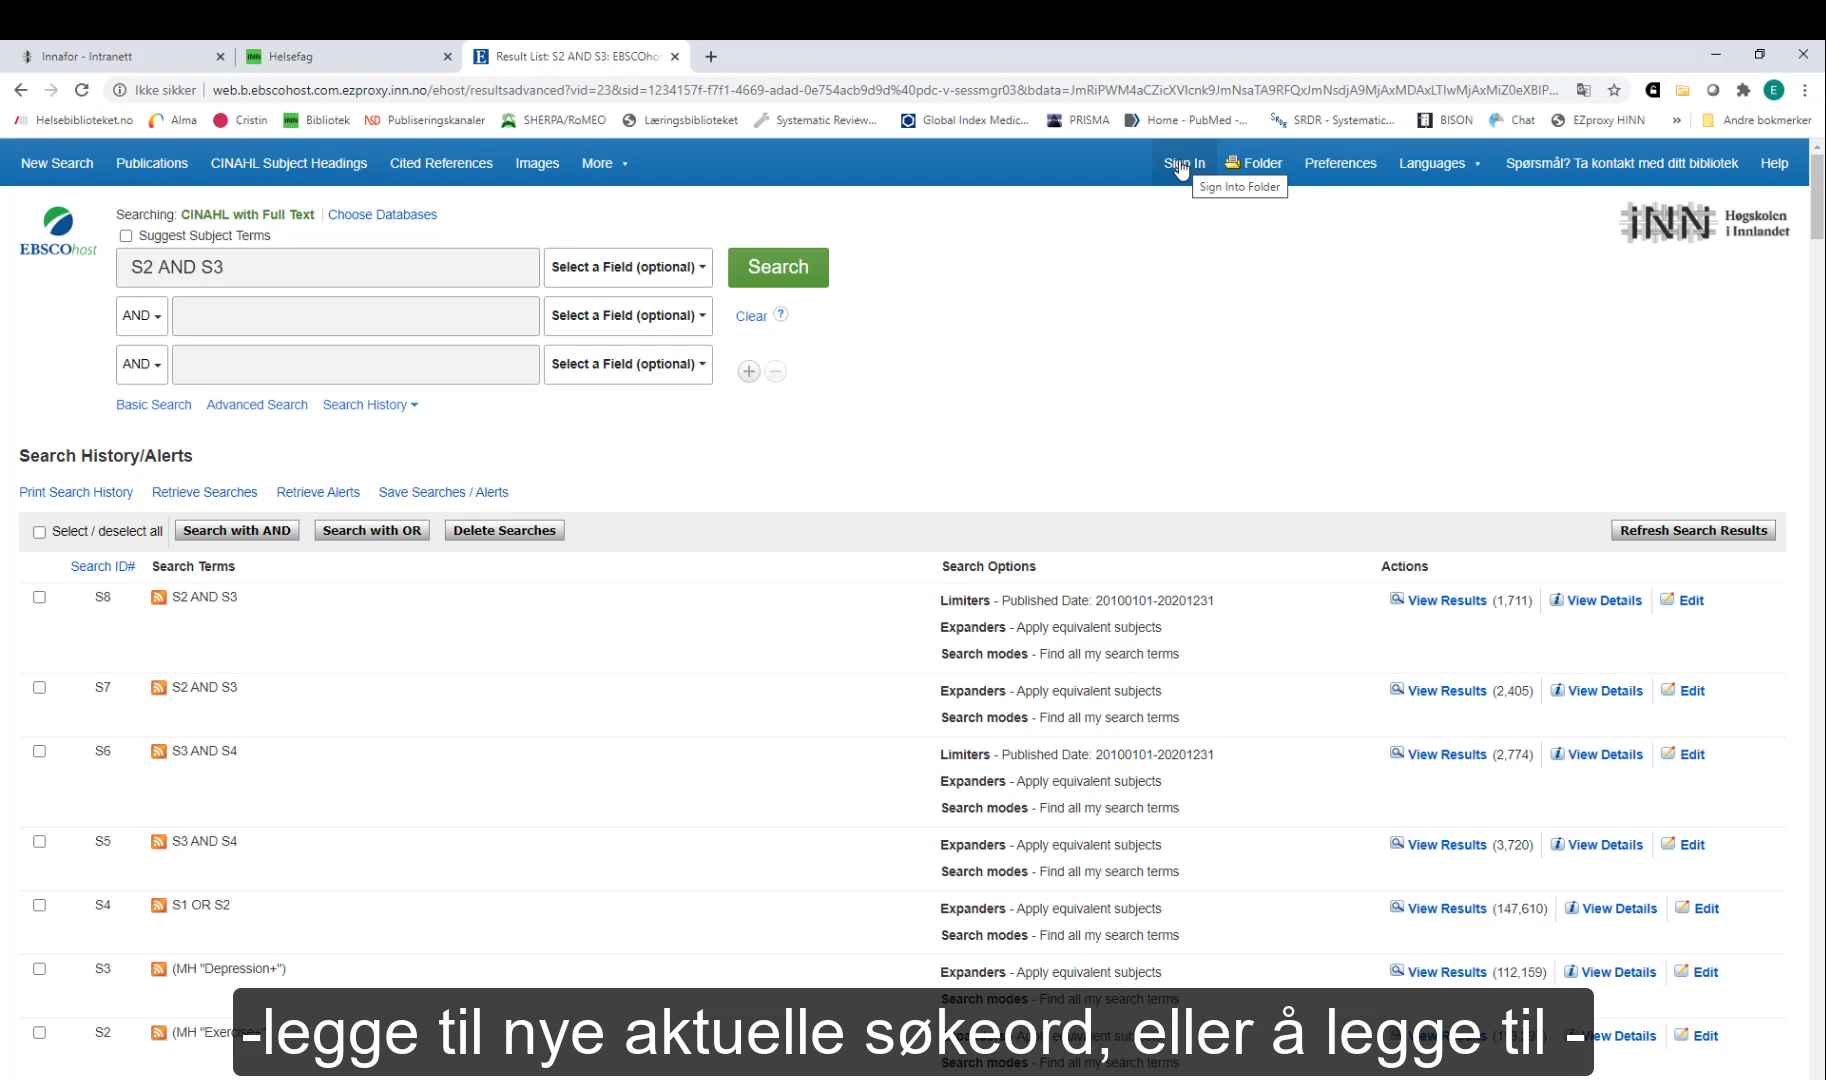 Innafor - Intranett
Helsefag
Result List: S2 AND S3: EBSCOho
Ikke sikker | web.b.ebscohost.com.ezproxy.inn.no/ehost/resultsadvanced?vid=23&sid=1234157f-f7f1-4669-adad-0e754acb9d9d%40pdc-v-sessmgr03&bdata=JmRiPWM4aCZicXVlcnk9JmNsaTA9RFQxJmNsdjA9MjAxMDAxLTIwMjAxMiZ0eXBlP...
Helsebiblioteket.no Alma Cristin Bibliotek Publiseringskanaler SHERPA/RoMEO Læringsbiblioteket Systematic Review... Global Index Medic... PRISMA Home - PubMed -... SRDR - Systematic... BISON Chat EZproxy HINN » Andre bokmerker
New Search Publications CINAHL Subject Headings Cited References Images More Sign In Folder Preferences Languages Spørsmål? Ta kontakt med ditt bibliotek Help
Sign Into Folder
EBSCOhost
Searching: CINAHL with Full Text | Choose Databases
Suggest Subject Terms
S2 AND S3 Select a Field (optional) Search
AND Select a Field (optional) Clear ?
AND Select a Field (optional)
Basic Search Advanced Search Search History
INN Høgskolen
i Innlandet
Search History/Alerts
Print Search History Retrieve Searches Retrieve Alerts Save Searches / Alerts
Select / deselect all Search with AND Search with OR Delete Searches Refresh Search Results
Search ID# Search Terms Search Options Actions
S8 S2 AND S3 Limiters - Published Date: 20100101-20201231 View Results (1,711) View Details Edit
Expanders - Apply equivalent subjects
Search modes - Find all my search terms
S7 S2 AND S3 Expanders - Apply equivalent subjects View Results (2,405) View Details Edit
Search modes - Find all my search terms
S6 S3 AND S4 Limiters - Published Date: 20100101-20201231 View Results (2,774) View Details Edit
Expanders - Apply equivalent subjects
Search modes - Find all my search terms
S5 S3 AND S4 Expanders - Apply equivalent subjects View Results (3,720) View Details Edit
Search modes - Find all my search terms
S4 S1 OR S2 Expanders - Apply equivalent subjects View Results (147,610) View Details Edit
Search modes - Find all my search terms
S3 (MH "Depression+") Expanders - Apply equivalent subjects View Results (112,159) View Details Edit
Search modes - Find all my search terms
S2 (MH "Exercise+" View Details Edit
-legge til nye aktuelle søkeord, eller å legge til -